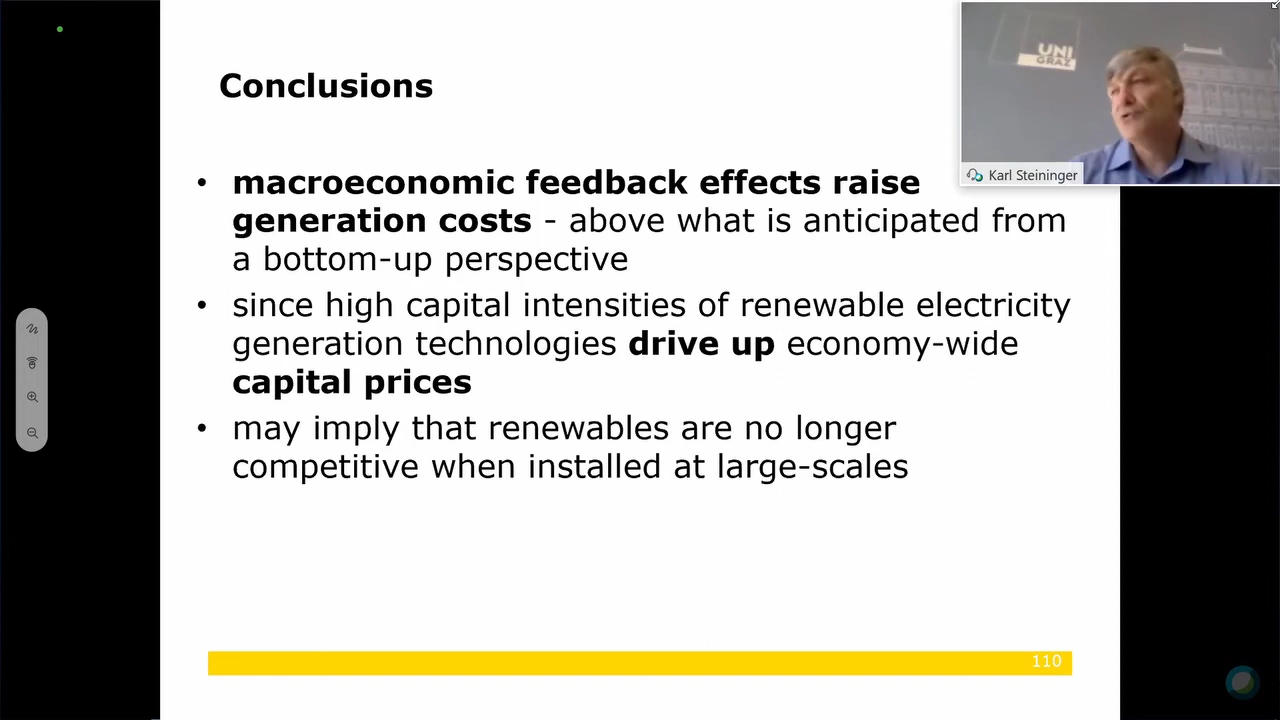 UNI
GRAZ
Karl Steininger
Conclusions
• macroeconomic feedback effects raise
generation costs - above what is anticipated from
a bottom-up perspective
• since high capital intensities of renewable electricity
generation technologies drive up economy-wide
capital prices
• may imply that renewables are no longer
competitive when installed at large-scales
110